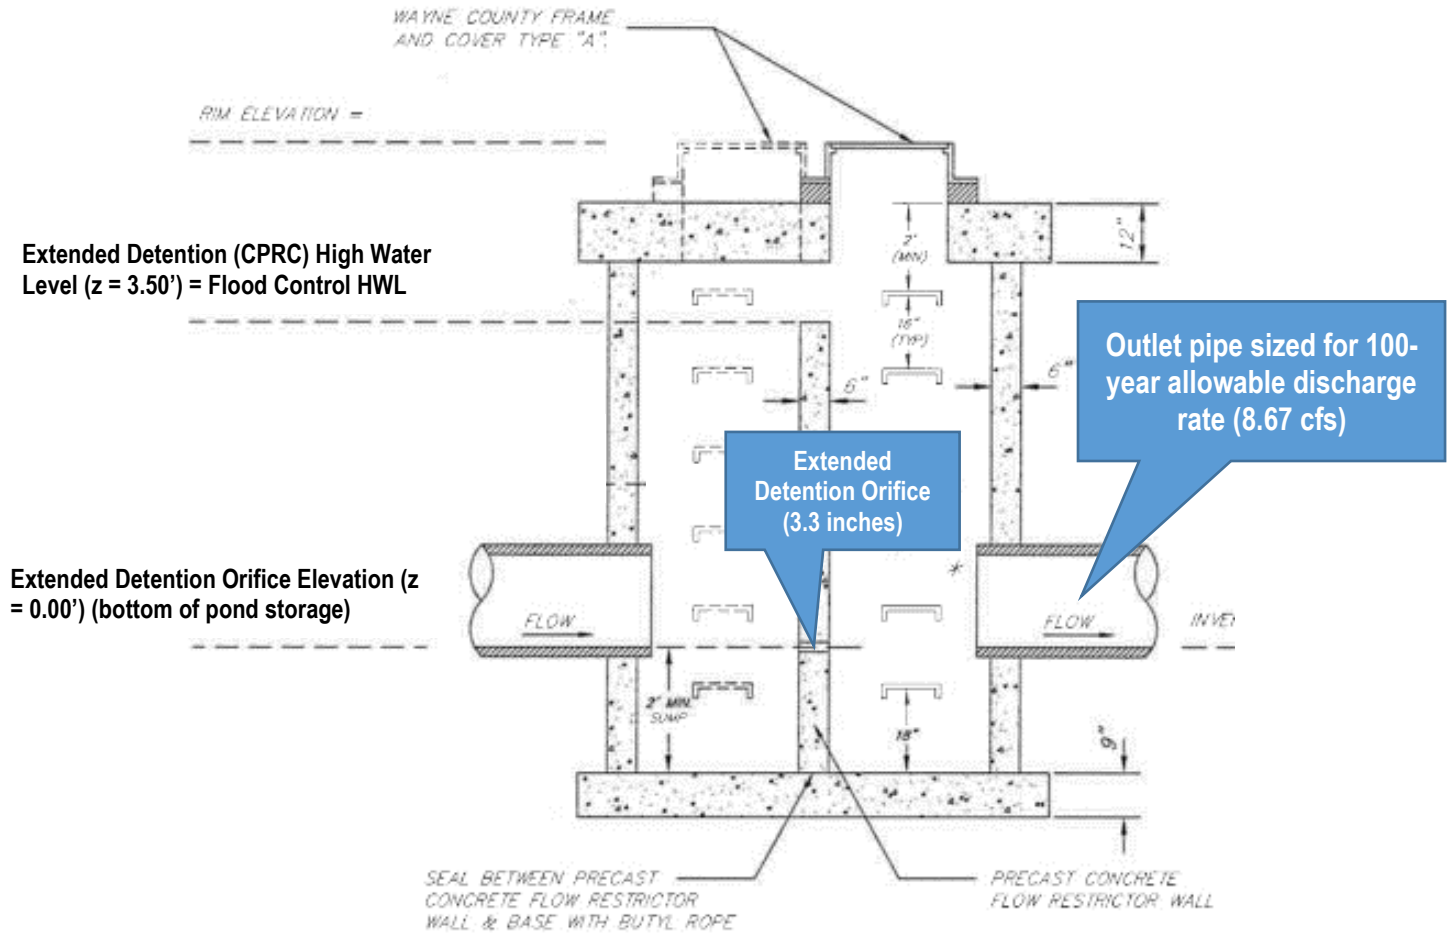 WAYNE COUNTY FRAME
AND COVER TYPE "A".
RIM ELEVATION =
12"
Extended Detention (CPRC) High Water
Level (z = 3.50’) = Flood Control HWL
2'
(MIN)
16"
(TYP)
6"
6"
Outlet pipe sized for 100-
year allowable discharge
rate (8.67 cfs)
Extended
Detention Orifice
(3.3 inches)
Extended Detention Orifice Elevation (z
= 0.00’) (bottom of pond storage)
*
FLOW
FLOW
2' MIN.
SUMP
18"
9"
SEAL BETWEEN PRECAST
CONCRETE FLOW RESTRICTOR
WALL & BASE WITH BUTYL ROPE
PRECAST CONCRETE
FLOW RESTRICTOR WALL